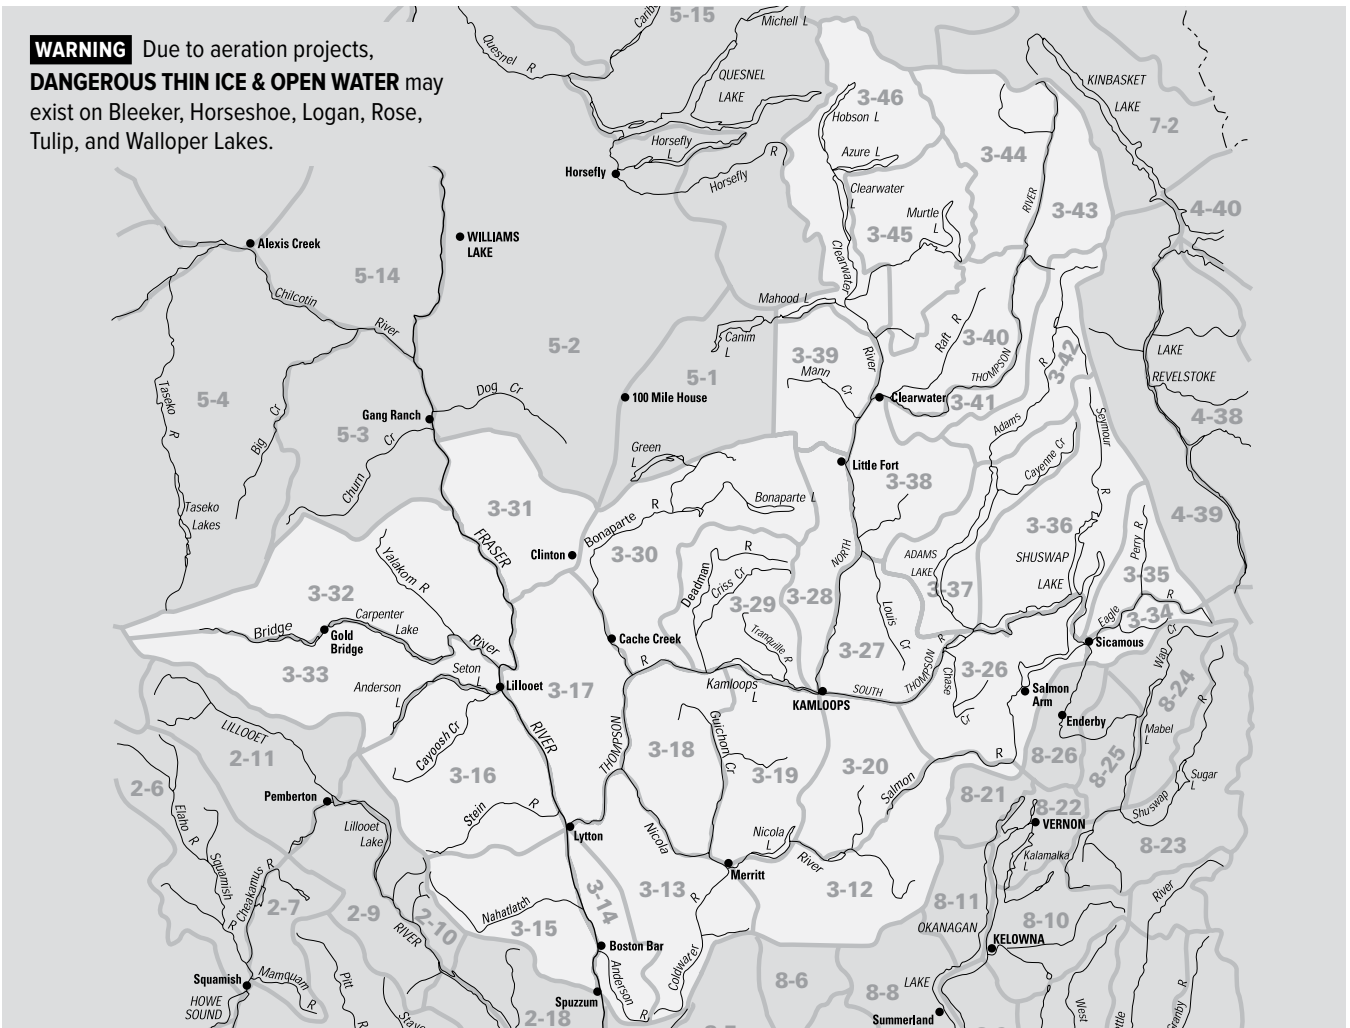 WARNING Due to aeration projects,
DANGEROUS THIN ICE & OPEN WATER may
exist on Bleeker, Horseshoe, Logan, Rose,
Tulip, and Walloper Lakes.
5-15
Michell L
Quesnel R
QUESNEL
LAKE
KINBASKET
LAKE
7-2
3-46
Hobson L
Horsefly
L
Azure L
3-44
Horsefly
Horsefly
R
Clearwater
L
RIVER
Murtle
L
3-43
4-40
3-45
Alexis Creek
WILLIAMS
LAKE
5-14
Clearwater
Chilcotin
River
Mahood L
Canim
L
5-2
3-39
River
Raft R
3-40
3-42
LAKE
REVELSTOKE
Mann
Cr
THOMPSON
R
5-1
Taseko
R
5-4
100 Mile House
Dog Cr
Clearwater
3-41
Adams
Seymour
R
4-38
Gang Ranch
5-3
Big Cr
Churn Cr
Green
L
Little Fort
Cayenne Cr
3-38
Taseko
Lakes
3-31
Bonaparte L
Bonaparte R
3-36
4-39
FRASER
Clinton
3-30
NORTH
ADAMS
LAKE
SHUSWAP
LAKE
Perry R
3-35
Yalakom R
Deadman
R
Criss Cr
3-29
3-28
3-37
3-32
Carpenter
Lake
Louis
Cr
Eagle
R
3-34
Bridge
Gold
Bridge
River
Cache Creek
Tranquille R
3-27
Sicamous
3-33
Seton
L
R
Wap Cr
Anderson
L
Lillooet
3-17
Kamloops
L
KAMLOOPS
SOUTH
THOMPSON
R
Chase
Cr
3-26
Salmon
Arm
Enderby
8-24
R
LILLOOET
2-11
Cayoosh Cr
RIVER
THOMPSON
3-18
Guichon Cr
Mabel
L
3-16
3-19
3-20
R
Salmon
8-26
8-25
2-6
Pemberton
Sugar
L
8-21
8-22
Shuswap
Elaho R
Lillooet
Lake
Stein
R
Lytton
Nicola
Nicola
L
River
VERNON
8-23
Squamish
R
Cheakamus R
Merritt
Kalamalka
L
3-14
3-13
3-12
River
2-7
2-9
2-10
Nahatlatch
3-15
R
8-11
8-10
RIVER
OKANAGAN
Boston Bar
KELOWNA
Squamish
Mamquam
R
Pitt
R
Anderson
R
Coldwater
8-6
8-8
LAKE
West
HOWE
SOUND
Spuzzum
2-18
Summerland